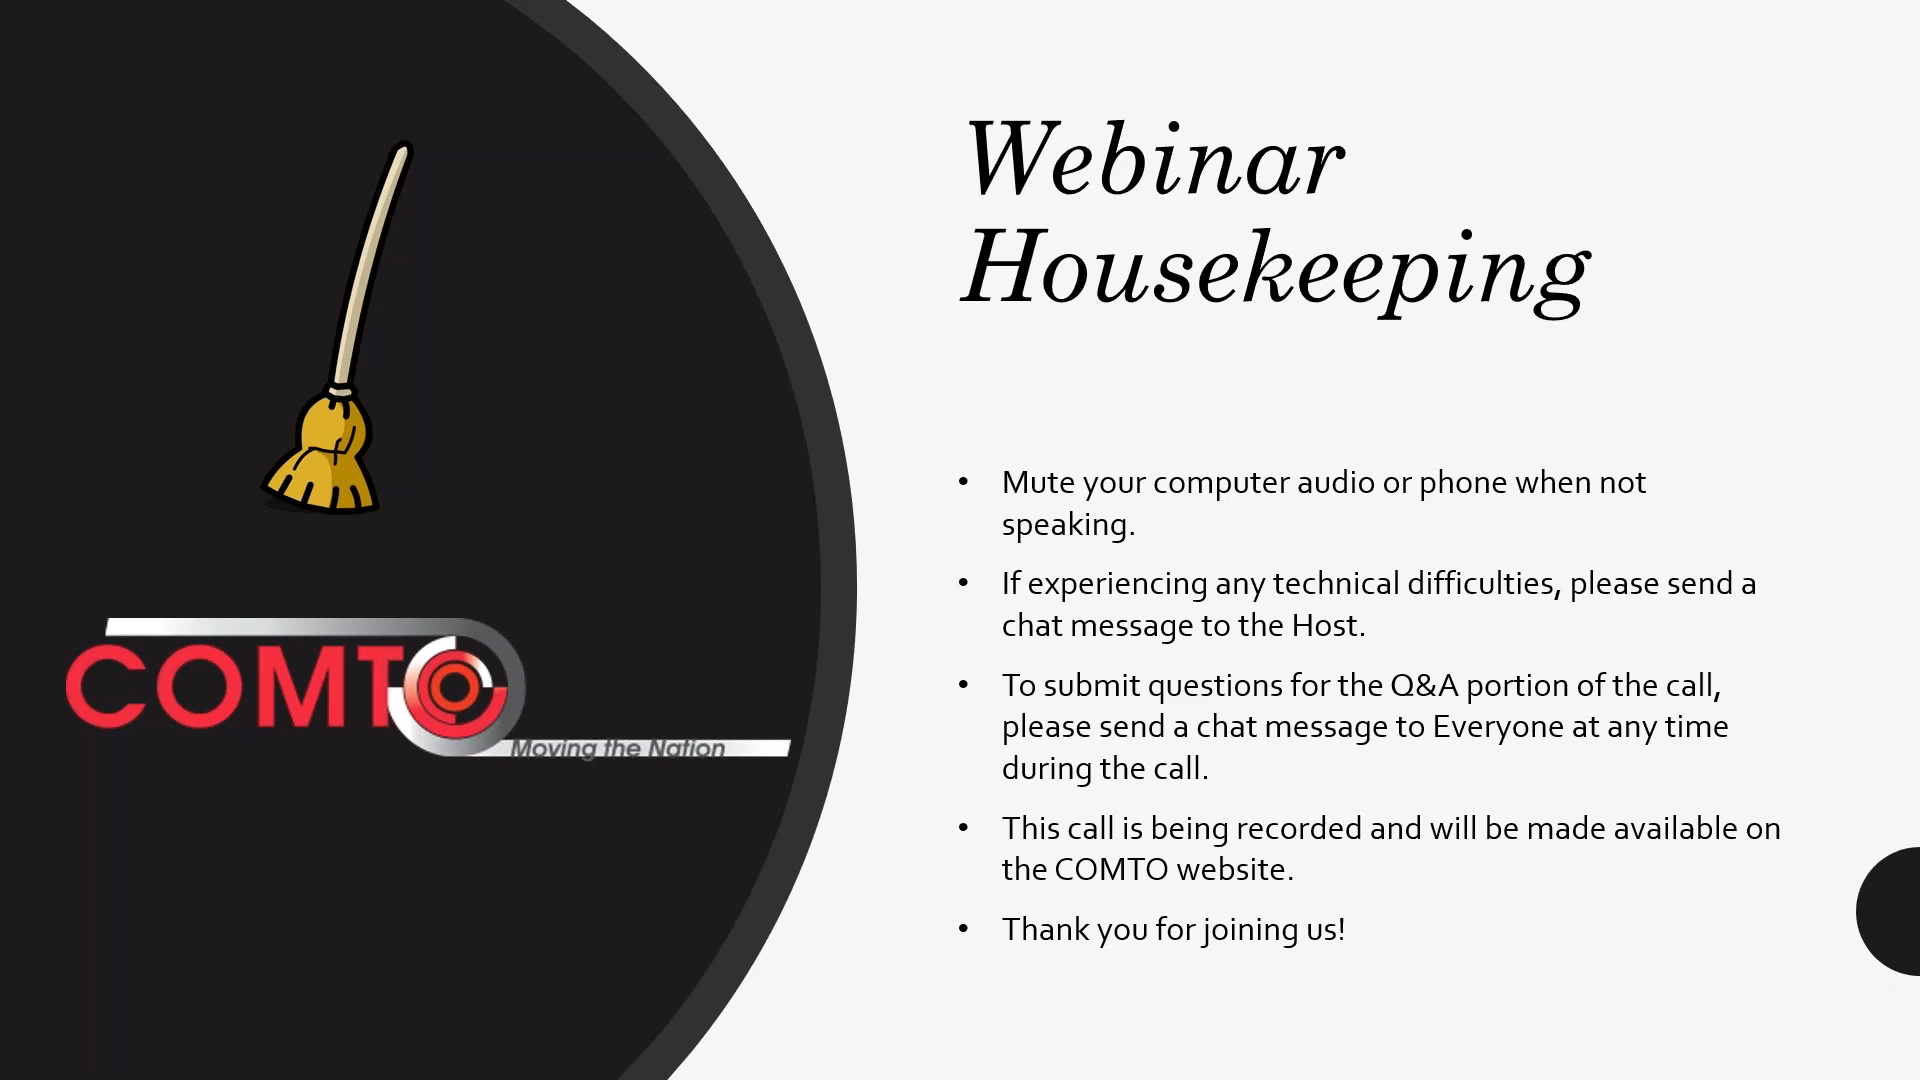 Webinar
Housekeeping
• Mute your computer audio or phone when not
speaking.
• If experiencing any technical difficulties, please send a
chat message to the Host.
• To submit questions for the Q&A portion of the call,
please send a chat message to Everyone at any time
during the call.
• This call is being recorded and will be made available on
the COMTO website.
• Thank you for joining us!
COMTO
Moving the Nation